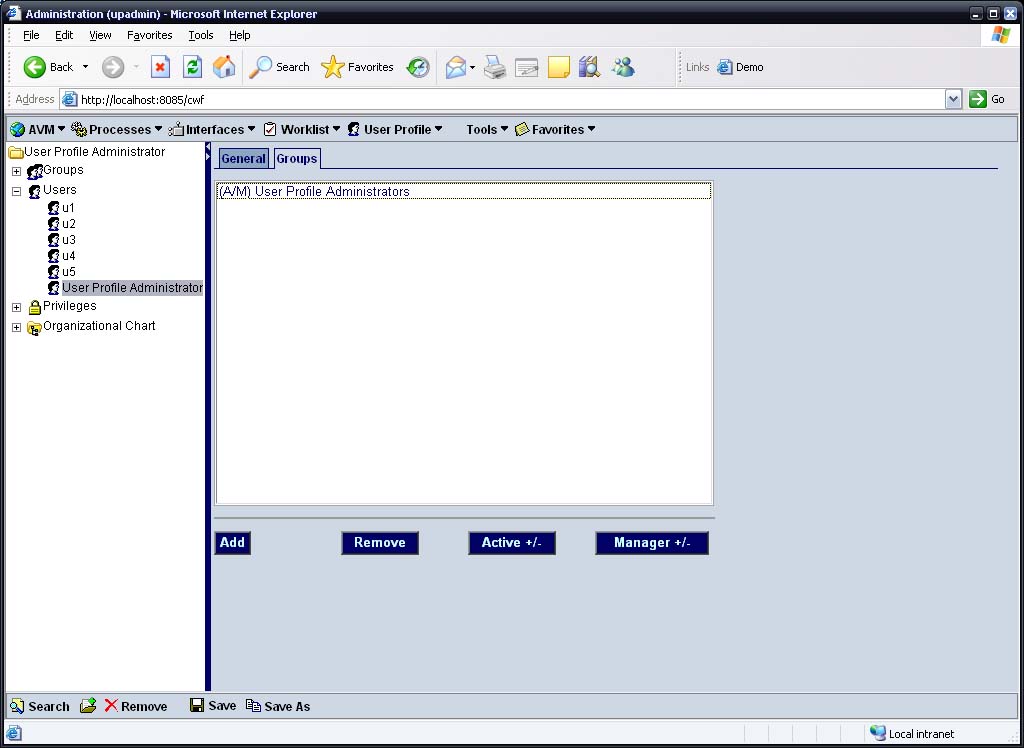 Administration (upadmin) - Microsoft Internet Explorer
File Edit View Favorites Tools Help
Back Search Favorites Links Demo
Address http://localhost:8085/cwf Go
AVM Processes Interfaces Worklist User Profile Tools Favorites
User Profile Administrator
Groups
Users
u1
u2
u3
u4
u5
User Profile Administrator
Privileges
Organizational Chart
General Groups
(A/M) User Profile Administrators
Add Remove Active +/- Manager +/-
Search Remove Save Save As
Local intranet